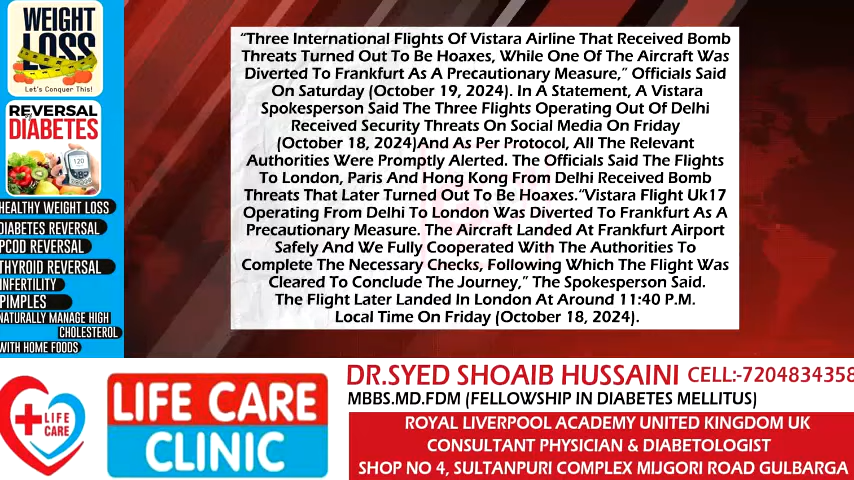 WEIGHT
LOSS
Let's Conquer This!
REVERSAL
of
DIABETES
120
HEALTHY WEIGHT LOSS
DIABETES REVERSAL
PCOD REVERSAL
THYROID REVERSAL
INFERTILITY
PIMPLES
NATURALLY MANAGE HIGH
CHOLESTEROL
WITH HOME FOODS
“Three International Flights Of Vistara Airline That Received Bomb
Threats Turned Out To Be Hoaxes, While One Of The Aircraft Was
Diverted To Frankfurt As A Precautionary Measure,” Officials Said
On Saturday (October 19, 2024). In A Statement, A Vistara
Spokesperson Said The Three Flights Operating Out Of Delhi
Received Security Threats On Social Media On Friday
(October 18, 2024)And As Per Protocol, All The Relevant
Authorities Were Promptly Alerted. The Officials Said The Flights
To London, Paris And Hong Kong From Delhi Received Bomb
Threats That Later Turned Out To Be Hoaxes.“Vistara Flight Uk17
Operating From Delhi To London Was Diverted To Frankfurt As A
Precautionary Measure. The Aircraft Landed At Frankfurt Airport
Safely And We Fully Cooperated With The Authorities To
Complete The Necessary Checks, Following Which The Flight Was
Cleared To Conclude The Journey,” The Spokesperson Said.
The Flight Later Landed In London At Around 11:40 P.M.
Local Time On Friday (October 18, 2024).
LIFE
CARE
LIFE CARE
CLINIC
DR.SYED SHOAIB HUSSAINI CELL:-7204834358
MBBS.MD.FDM (FELLOWSHIP IN DIABETES MELLITUS)
ROYAL LIVERPOOL ACADEMY UNITED KINGDOM UK
CONSULTANT PHYSICIAN & DIABETOLOGIST
SHOP NO 4, SULTANPURI COMPLEX MIJGORI ROAD GULBARGA